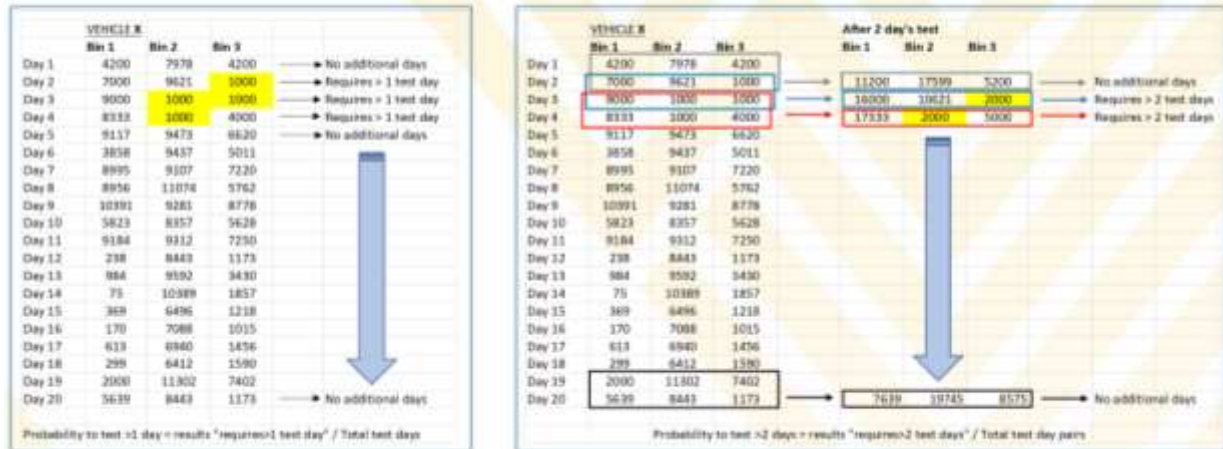 VEHICLE X
Bin 1 Bin 2 Bin 3
Day 1 4200 7978 4200 No additional days
Day 2 7000 9621 1000 Requires > 1 test day
Day 3 9000 1000 1000 Requires > 1 test day
Day 4 8333 1000 4000 Requires > 1 test day
Day 5 9117 9473 6620 No additional days
Day 6 3858 9437 5011
Day 7 8995 9107 7220
Day 8 8956 11074 5762
Day 9 10391 9281 8778
Day 10 5823 8357 5628
Day 11 9184 9312 7250
Day 12 238 8443 1173
Day 13 984 9592 3430
Day 14 75 10389 1857
Day 15 369 6496 1218
Day 16 170 7088 1015
Day 17 613 6940 1456
Day 18 299 6412 1590
Day 19 2000 11302 7402
Day 20 5639 8443 1173 No additional days
Probability to test >1 day = results "requires>1 test day" / Total test days
VEHICLE X After 2 day's test
Bin 1 Bin 2 Bin 3 Bin 1 Bin 2 Bin 3
Day 1 4200 7978 4200
Day 2 7000 9621 1000 11200 17599 5200 No additional days
Day 3 9000 1000 1000 16000 10621 2000 Requires > 2 test days
Day 4 8333 1000 4000 17333 2000 5000 Requires > 2 test days
Day 5 9117 9473 6620
Day 6 3858 9437 5011
Day 7 8995 9107 7220
Day 8 8956 11074 5762
Day 9 10391 9281 8778
Day 10 5823 8357 5628
Day 11 9184 9312 7250
Day 12 238 8443 1173
Day 13 984 9592 3430
Day 14 75 10389 1857
Day 15 369 6496 1218
Day 16 170 7088 1015
Day 17 613 6940 1456
Day 18 299 6412 1590
Day 19 2000 11302 7402
Day 20 5639 8443 1173 7639 19745 8575 No additional days
Probability to test >2 days = results "requires>2 test days" / Total test day pairs